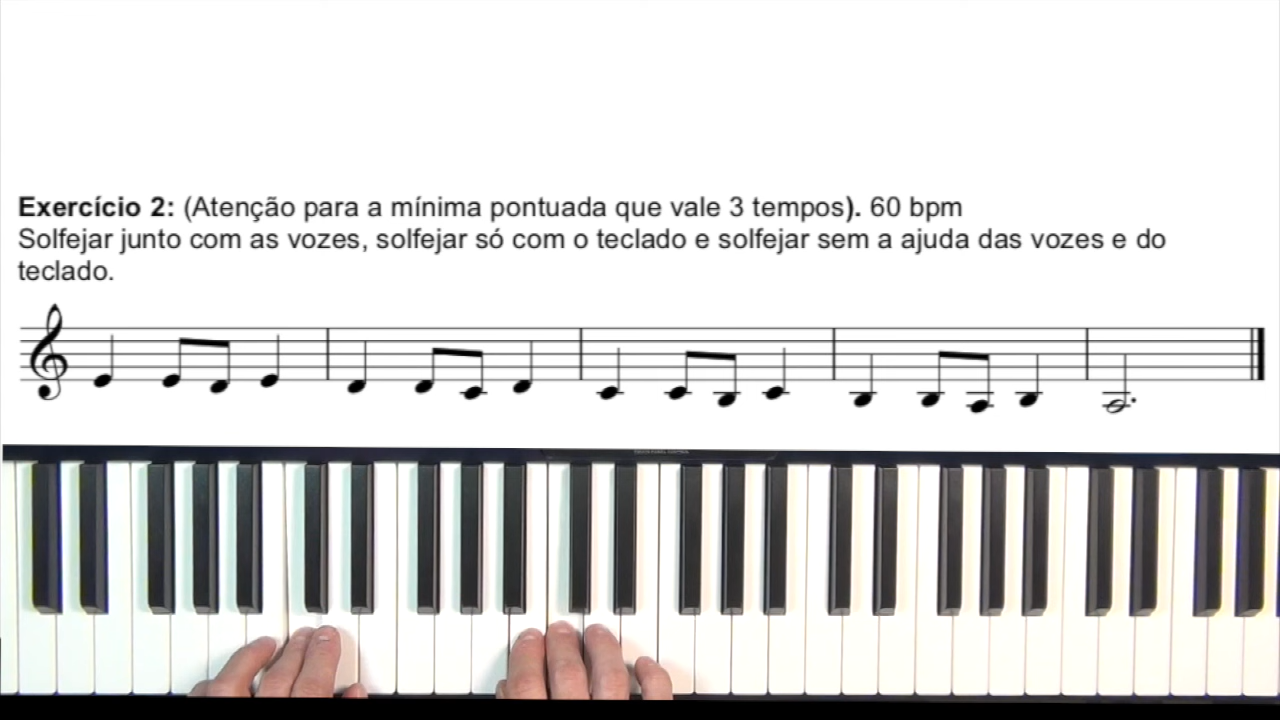 Exercício 2: (Atenção para a mínima pontuada que vale 3 tempos). 60 bpm
Solfejar junto com as vozes, solfejar só com o teclado e solfejar sem a ajuda das vozes e do
teclado.